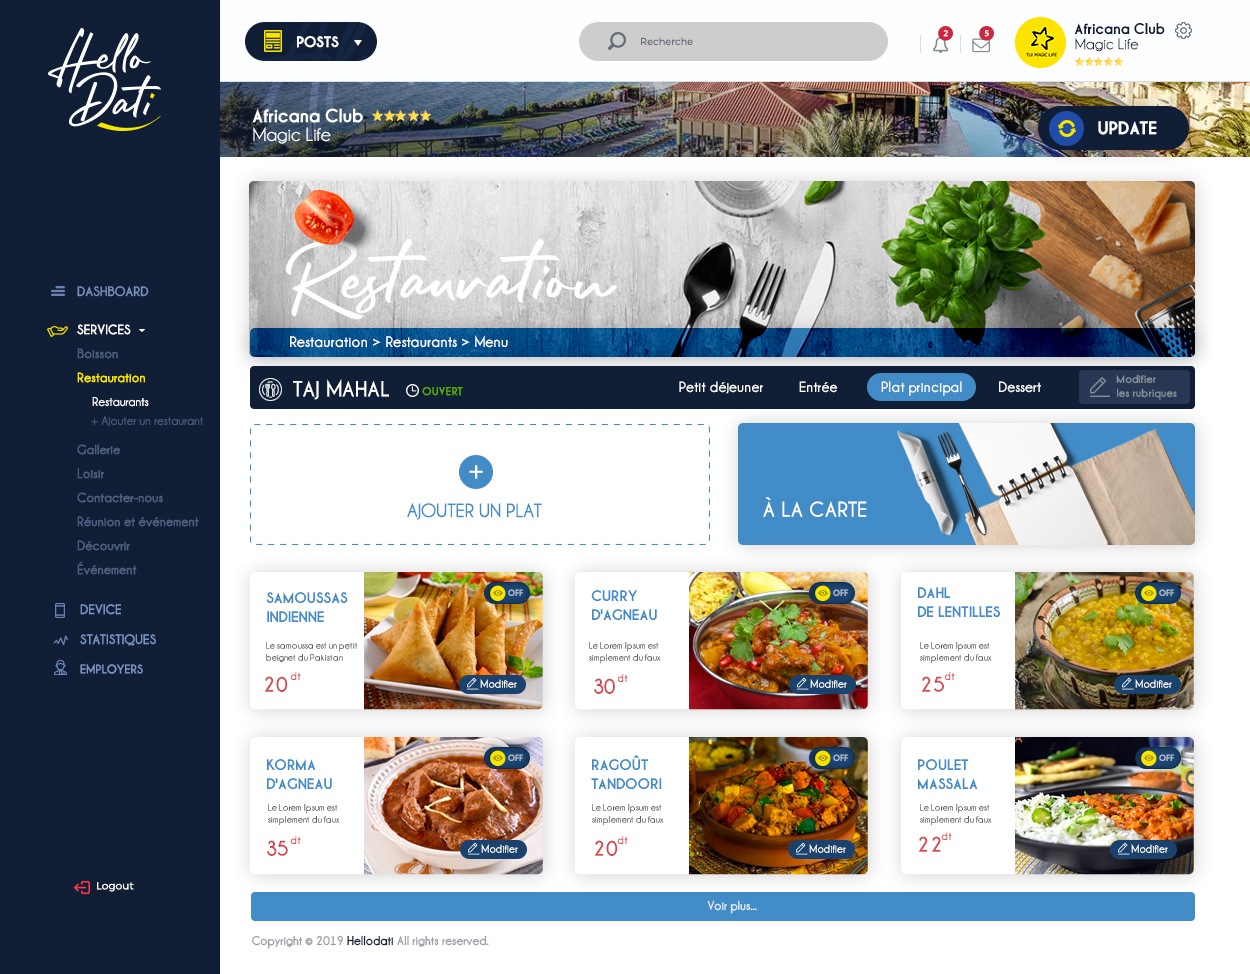 Hello
Dati
POSTS
Recherche
2
5
TUI MAGIC LIFE
Africana Club
Magic Life
Africana Club
Magic Life
UPDATE
DASHBOARD
SERVICES
Boisson
Restauration
Restaurants
+ Ajouter un restaurant
Gallerie
Loisir
Contacter-nous
Réunion et événement
Découvrir
Événement
DEVICE
STATISTIQUES
EMPLOYERS
Logout
Restauration
Restauration > Restaurants > Menu
TAJ MAHAL
OUVERT
Petit déjeuner
Entrée
Plat principal
Dessert
Modifier
les rubriques
AJOUTER UN PLAT
À LA CARTE
SAMOUSSAS
INDIENNE
Le samoussa est un petit
beignet du Pakistan
20 dt
OFF
Modifier
CURRY
D'AGNEAU
Le Lorem Ipsum est
simplement du faux
30 dt
OFF
Modifier
DAHL
DE LENTILLES
Le Lorem Ipsum est
simplement du faux
25 dt
OFF
Modifier
KORMA
D'AGNEAU
Le Lorem Ipsum est
simplement du faux
35 dt
OFF
Modifier
RAGOÛT
TANDOORI
Le Lorem Ipsum est
simplement du faux
20 dt
OFF
Modifier
POULET
MASSALA
Le Lorem Ipsum est
simplement du faux
22 dt
OFF
Modifier
Voir plus...
Copyright © 2019 Hellodati All rights reserved.